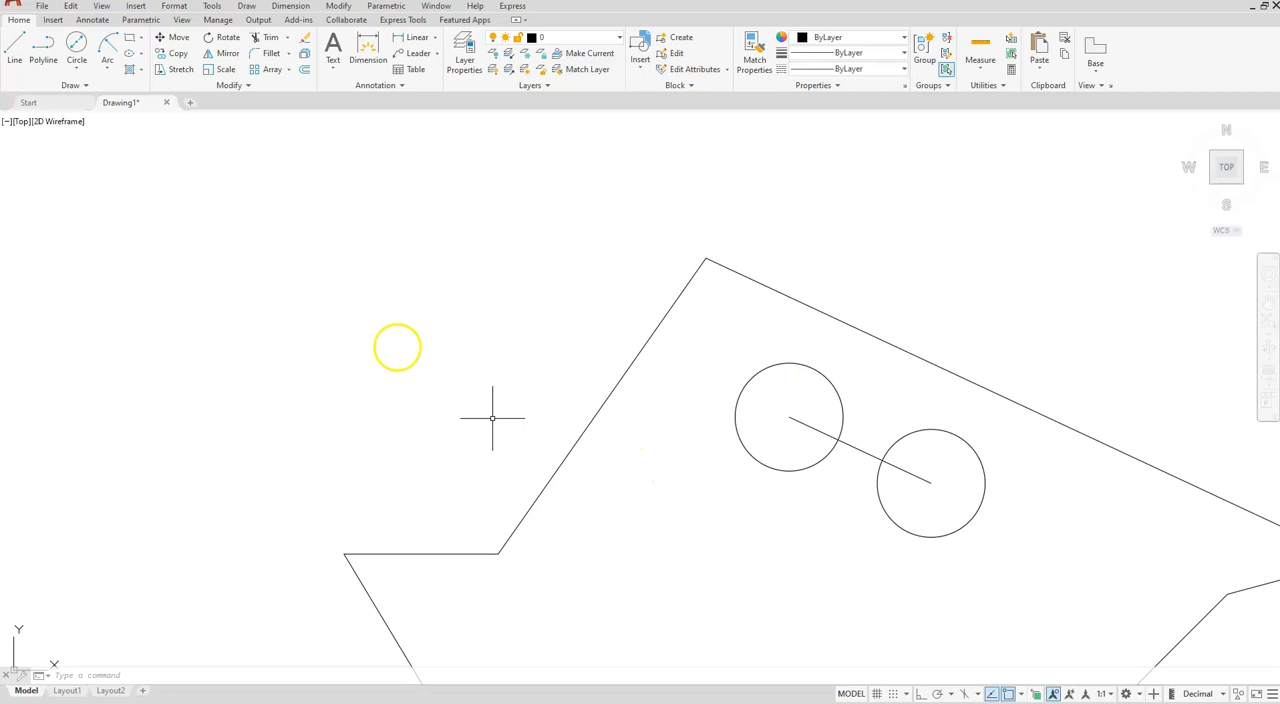 File Edit View Insert Format Tools Draw Dimension Modify Parametric Window Help Express
Home Insert Annotate Parametric View Manage Output Add-ins Collaborate Express Tools Featured Apps
Line Polyline Circle Arc
Move Rotate Trim
Copy Mirror Fillet
Stretch Scale Array
Text Dimension
Linear
Leader
Table
Layer Properties
0
Make Current
Match Layer
Insert
Create
Edit
Edit Attributes
Match Properties
ByLayer
ByLayer
ByLayer
Group
Measure
Paste
Base
Draw Modify Annotation Layers Block Properties Groups Utilities Clipboard View
Start Drawing1*
[−][Top][2D Wireframe]
N
W TOP E
S
WCS
Y
X
Type a command
Model Layout1 Layout2
MODEL 1:1 Decimal